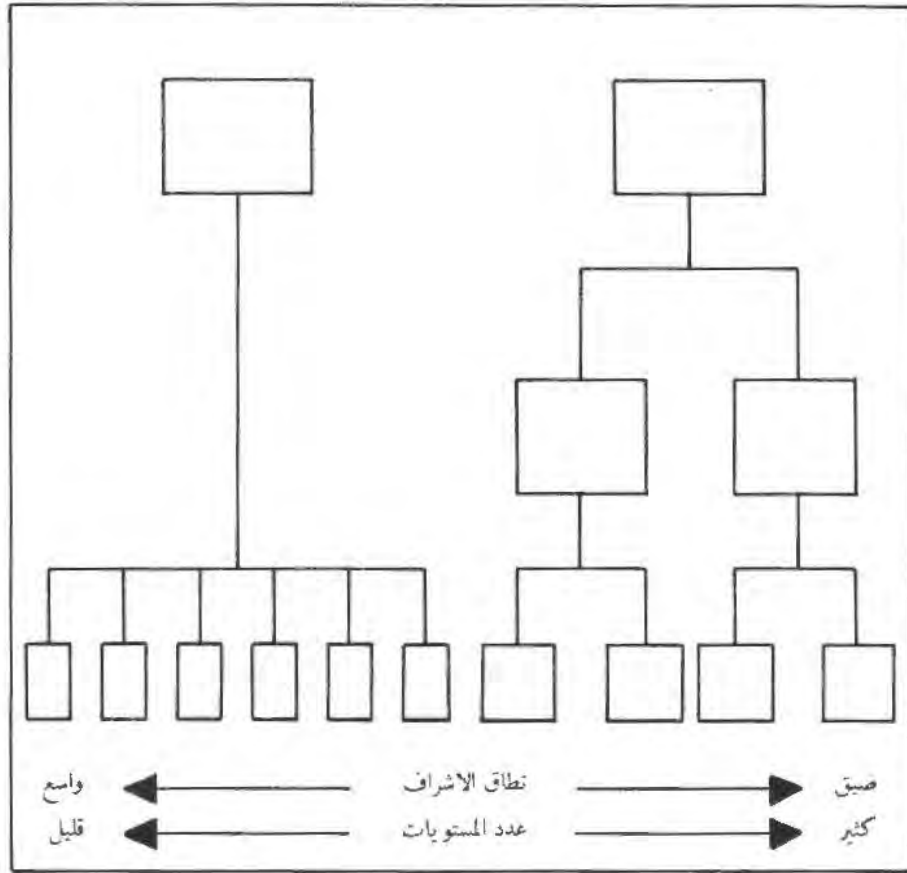 ضيق نطاق الاشراف واسع
كثير عدد المستويات قليل